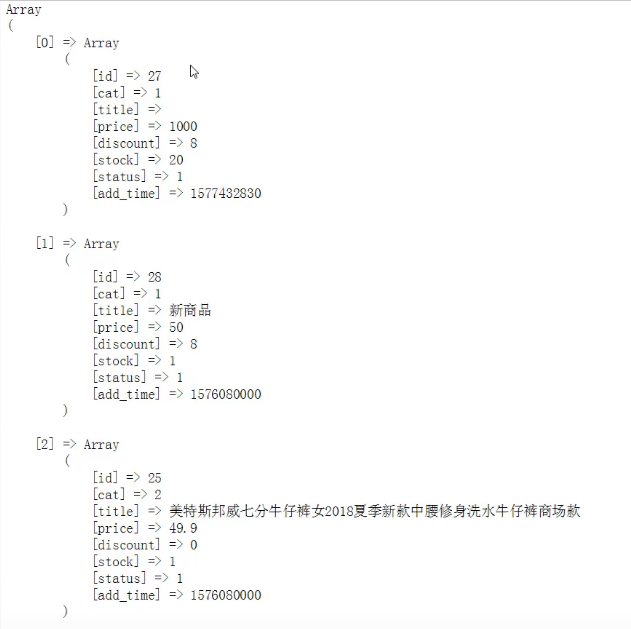 Array
(
    [0] => Array
        (
            [id] => 27
            [cat] => 1
            [title] =>
            [price] => 1000
            [discount] => 8
            [stock] => 20
            [status] => 1
            [add_time] => 1577432830
        )

    [1] => Array
        (
            [id] => 28
            [cat] => 1
            [title] => 新商品
            [price] => 50
            [discount] => 8
            [stock] => 1
            [status] => 1
            [add_time] => 1576080000
        )

    [2] => Array
        (
            [id] => 25
            [cat] => 2
            [title] => 美特斯邦威七分牛仔裤女2018夏季新款中腰修身洗水牛仔裤商场款
            [price] => 49.9
            [discount] => 0
            [stock] => 1
            [status] => 1
            [add_time] => 1576080000
        )